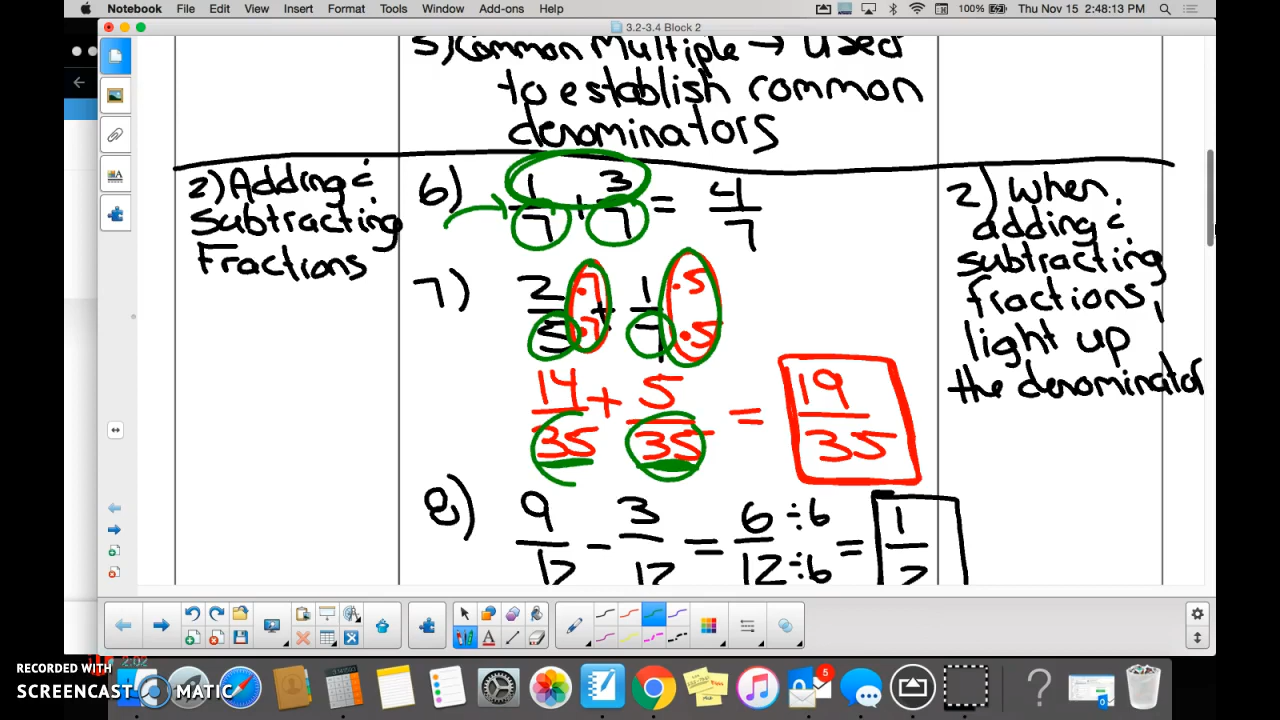 Notebook File Edit View Insert Format Tools Window Add-ons Help 100% Thu Nov 15 2:48:13 PM
3.2-3.4 Block 2
5) Common Multiple → used
to establish common
denominators
2) Adding &
Subtracting
Fractions
6) 1/7 + 3/7 = 4/7
7) 2/5 ·7/·7 + 1/7 ·5/·5
14/35 + 5/35 = 19/35
8) 9/12 - 3/12 = 6÷6/12÷6 = 1/2
2) When
adding &
subtracting
fractions,
light up
the denominator
A
5
2:02
RECORDED WITH
SCREENCAST MATIC